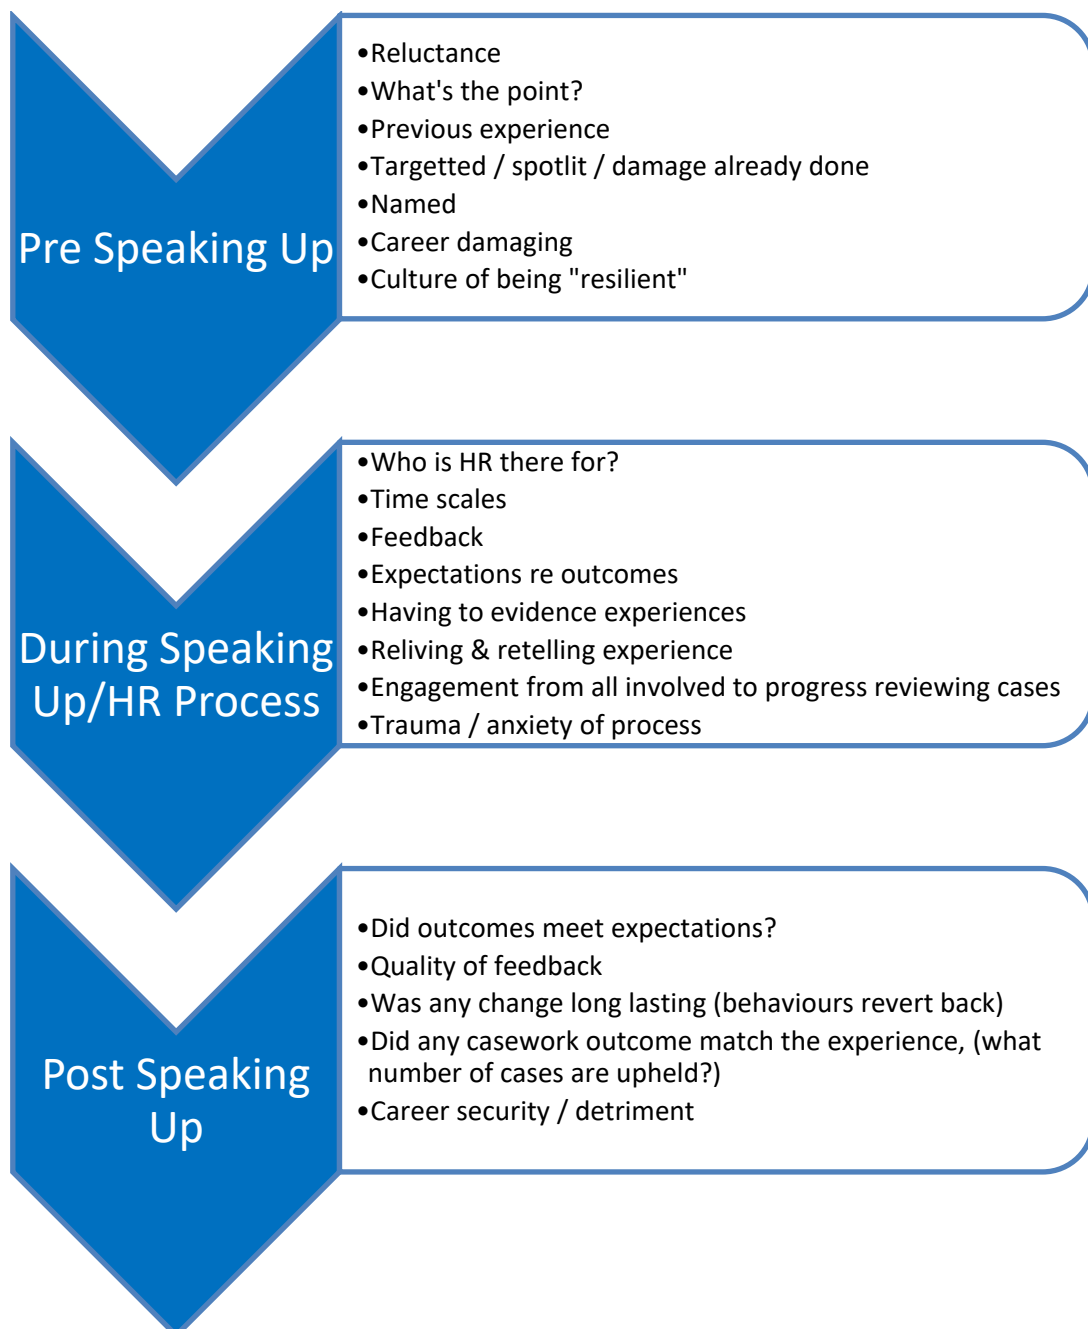 Pre Speaking Up
•Reluctance
•What's the point?
•Previous experience
•Targetted / spotlit / damage already done
•Named
•Career damaging
•Culture of being "resilient"
During Speaking
Up/HR Process
•Who is HR there for?
•Time scales
•Feedback
•Expectations re outcomes
•Having to evidence experiences
•Reliving & retelling experience
•Engagement from all involved to progress reviewing cases
•Trauma / anxiety of process
Post Speaking
Up
•Did outcomes meet expectations?
•Quality of feedback
•Was any change long lasting (behaviours revert back)
•Did any casework outcome match the experience, (what
number of cases are upheld?)
•Career security / detriment